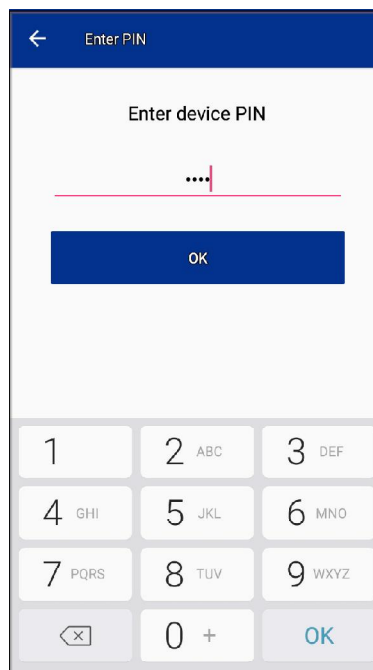 Enter PIN
Enter device PIN
••••
OK
1 2 ABC 3 DEF
4 GHI 5 JKL 6 MNO
7 PQRS 8 TUV 9 WXYZ
0 + OK